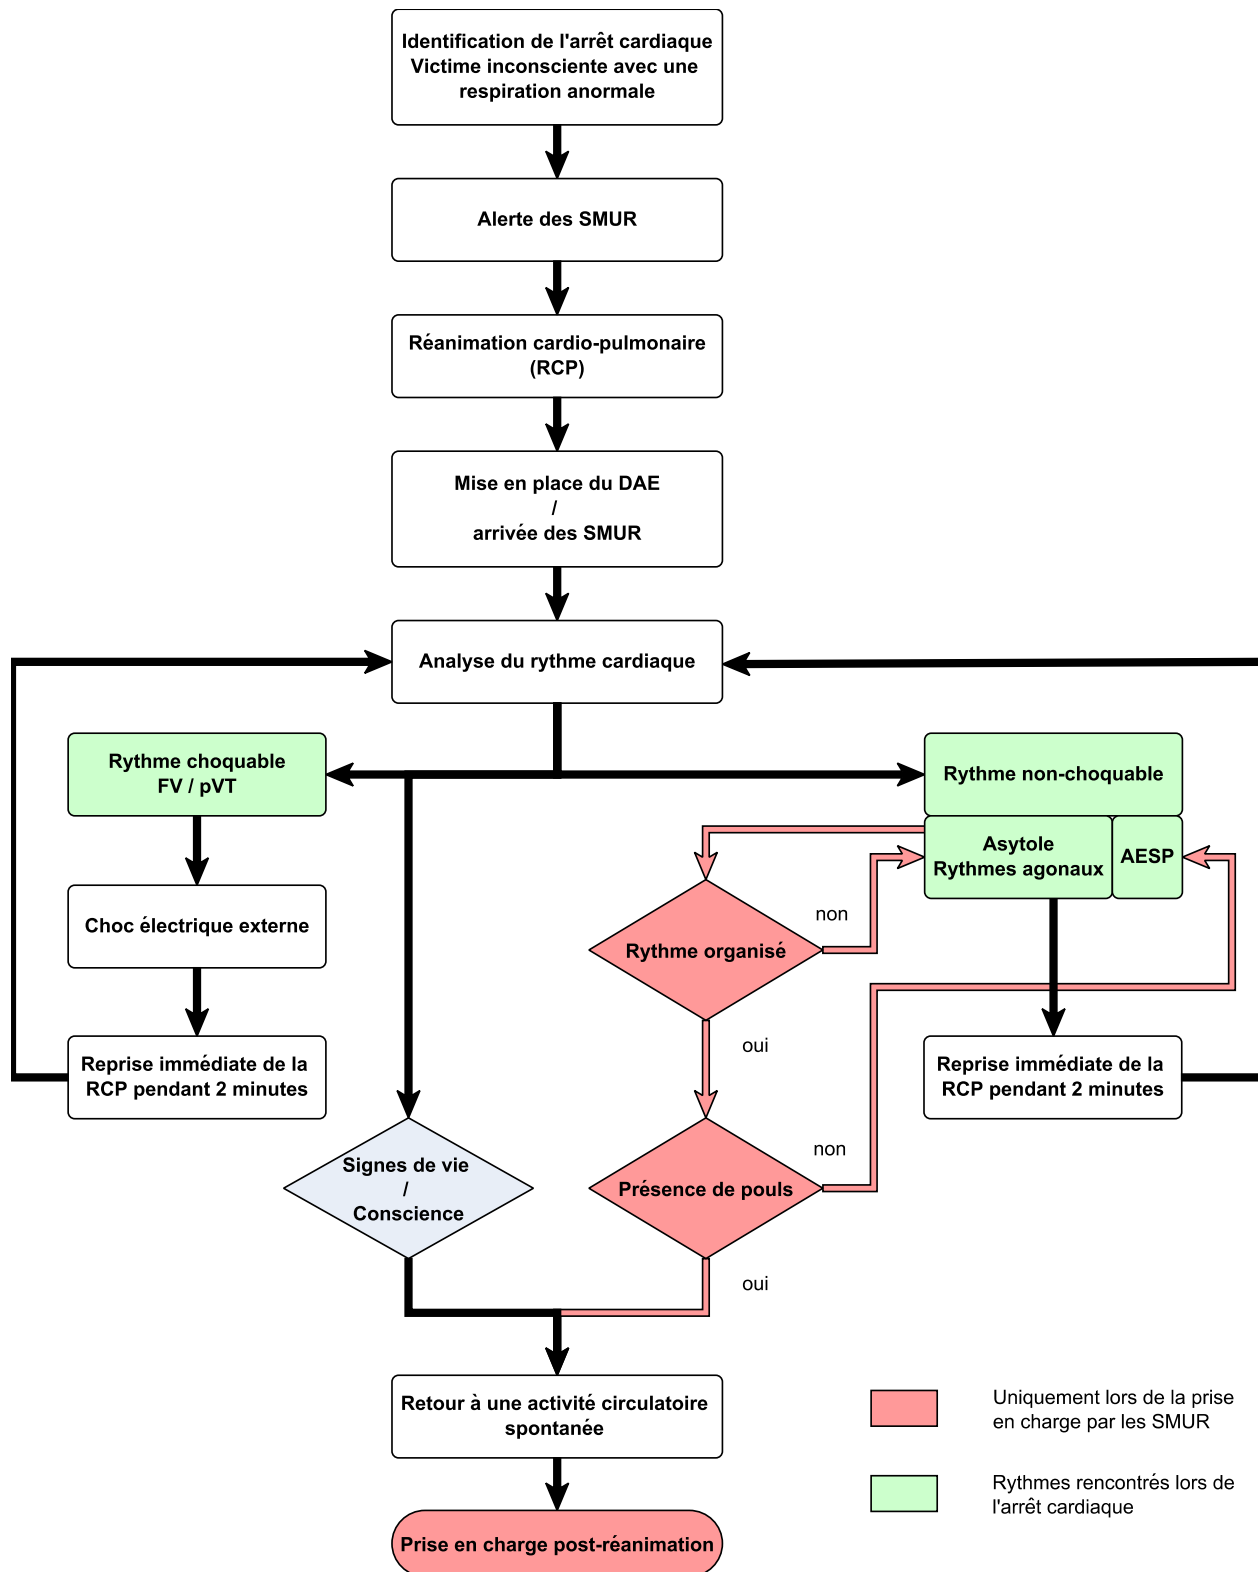 Identification de l'arrêt cardiaque
Victime inconsciente avec une
respiration anormale
Alerte des SMUR
Réanimation cardio-pulmonaire
(RCP)
Mise en place du DAE
/
arrivée des SMUR
Analyse du rythme cardiaque
Rythme choquable
FV / pVT
Rythme non-choquable
Asytole
Rythmes agonaux
AESP
Choc électrique externe
non
Rythme organisé
oui
Reprise immédiate de la
RCP pendant 2 minutes
Reprise immédiate de la
RCP pendant 2 minutes
non
Signes de vie
/
Conscience
Présence de pouls
oui
Retour à une activité circulatoire
spontanée
Uniquement lors de la prise
en charge par les SMUR
Rythmes rencontrés lors de
l'arrêt cardiaque
Prise en charge post-réanimation